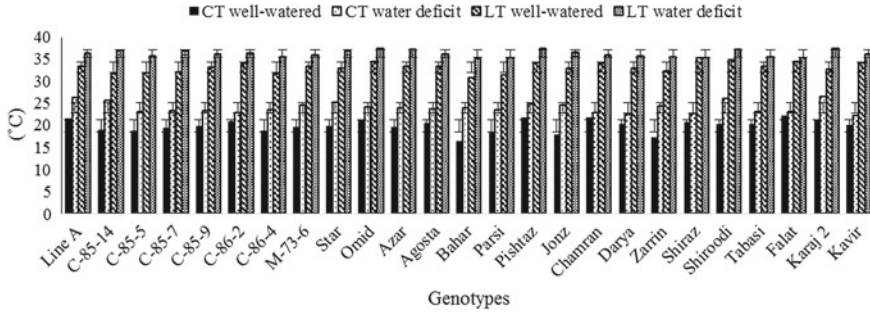 CT well-watered CT water deficit LT well-watered LT water deficit
40
35
30
25
20
15
10
5
0
(˚C)
Line A
C-85-14
C-85-5
C-85-7
C-85-9
C-86-2
C-86-4
M-73-6
Star
Omid
Azar
Agosta
Bahar
Parsi
Pishtaz
Jonz
Chamran
Darya
Zarrin
Shiraz
Shiroodi
Tabasi
Falat
Karaj 2
Kavir
Genotypes